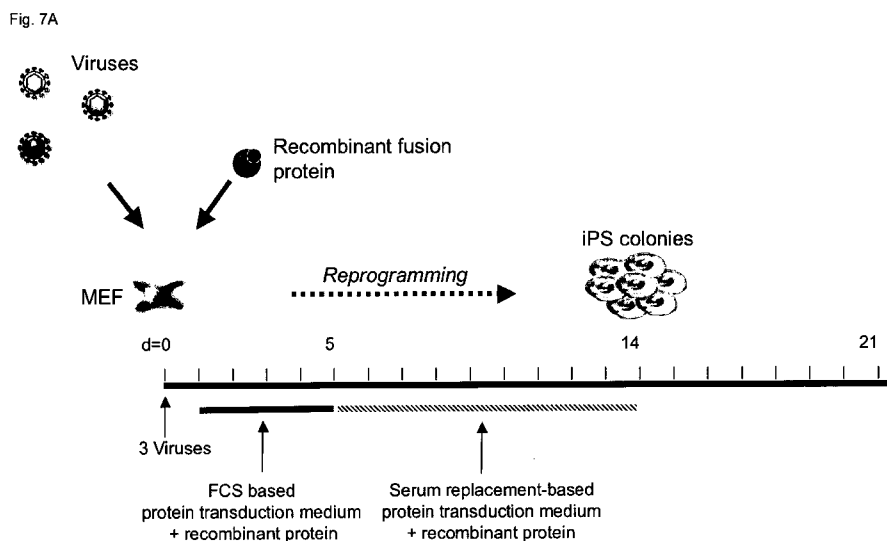 Fig. 7A
Viruses
Recombinant fusion
protein
iPS colonies
Reprogramming
MEF
d=0
5
14
21
3 Viruses
FCS based
protein transduction medium
+ recombinant protein
Serum replacement-based
protein transduction medium
+ recombinant protein